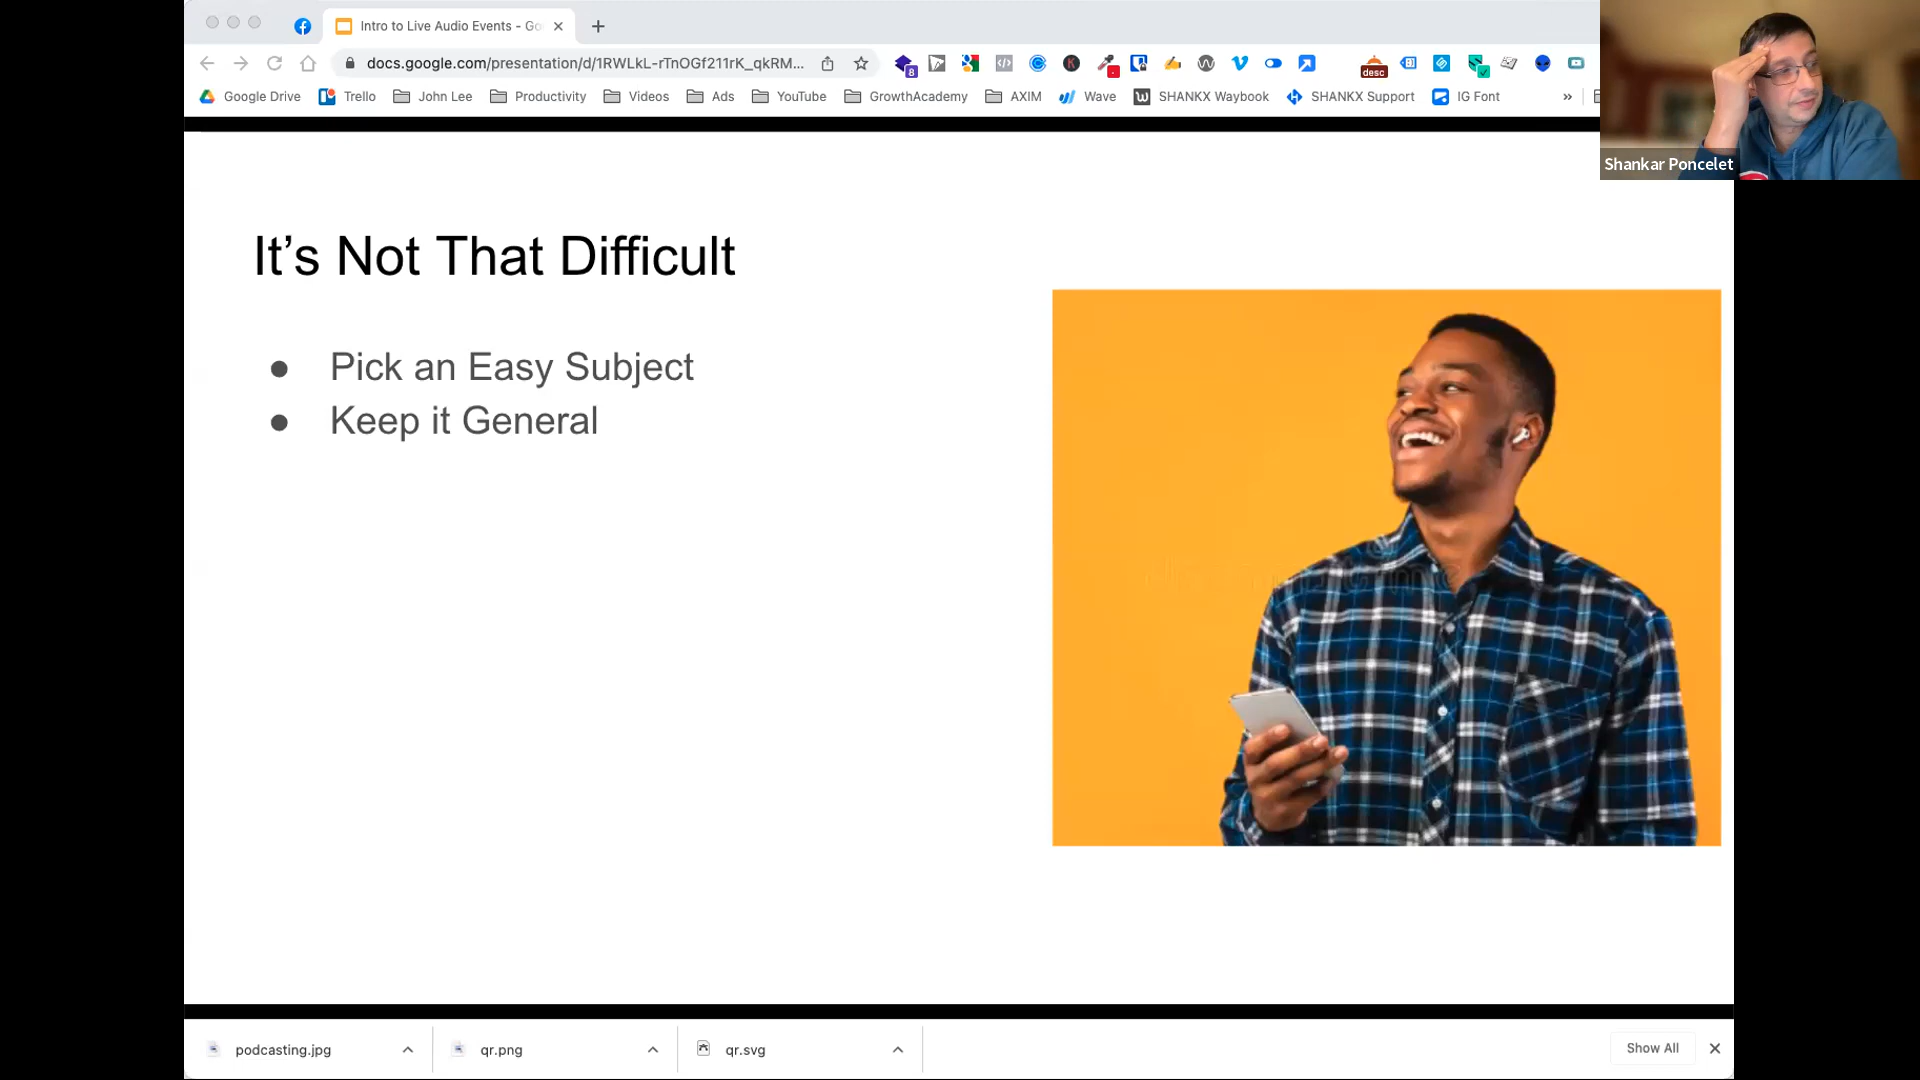 Intro to Live Audio Events - Go
docs.google.com/presentation/d/1RWLkL-rTnOGf211rK_qkRM...
8
desc
Google Drive
Trello
John Lee
Productivity
Videos
Ads
YouTube
GrowthAcademy
AXIM
Wave
SHANKX Waybook
SHANKX Support
IG Font
»
Shankar Poncelet
It’s Not That Difficult
● Pick an Easy Subject
● Keep it General
podcasting.jpg
qr.png
qr.svg
Show All